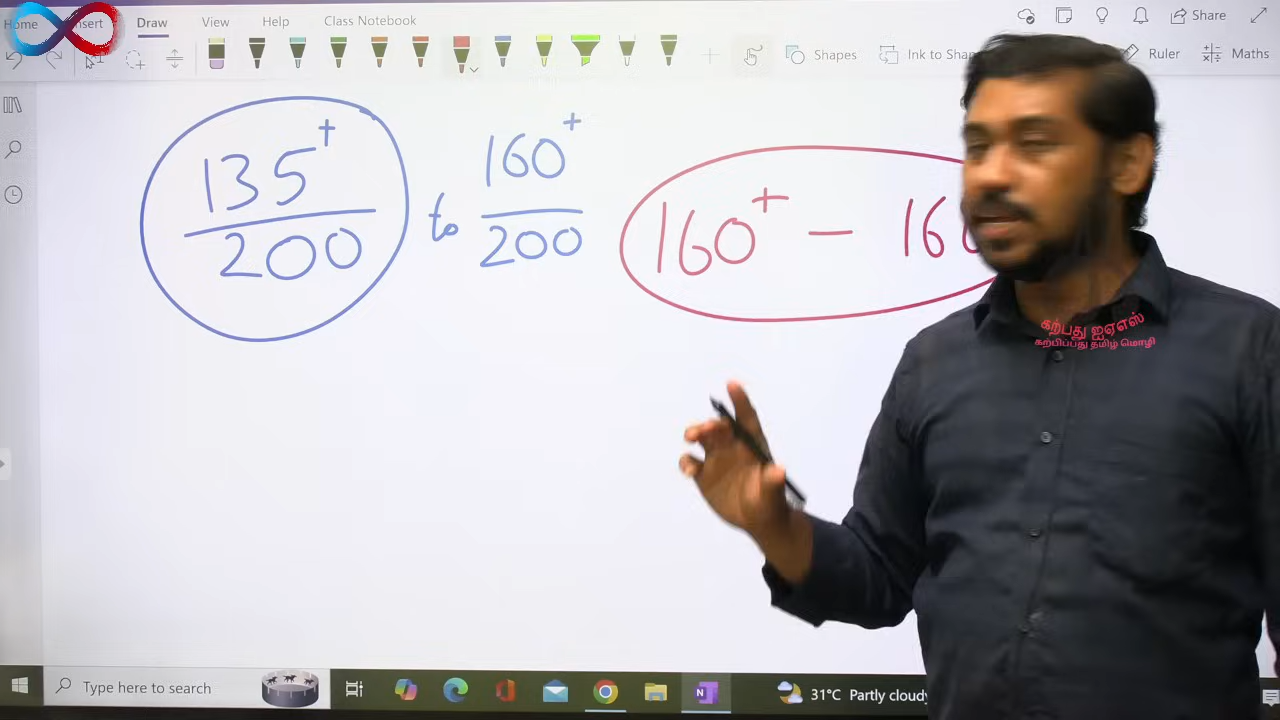 Home Insert Draw View Help Class Notebook Share
Shapes Ink to Ruler Maths
135+ / 200 to 160+ / 200
160+ – 16
கற்பது ஐஏஎஸ்
கற்பிப்பது தமிழ் மொழி
Type here to search 31°C Partly cloudy